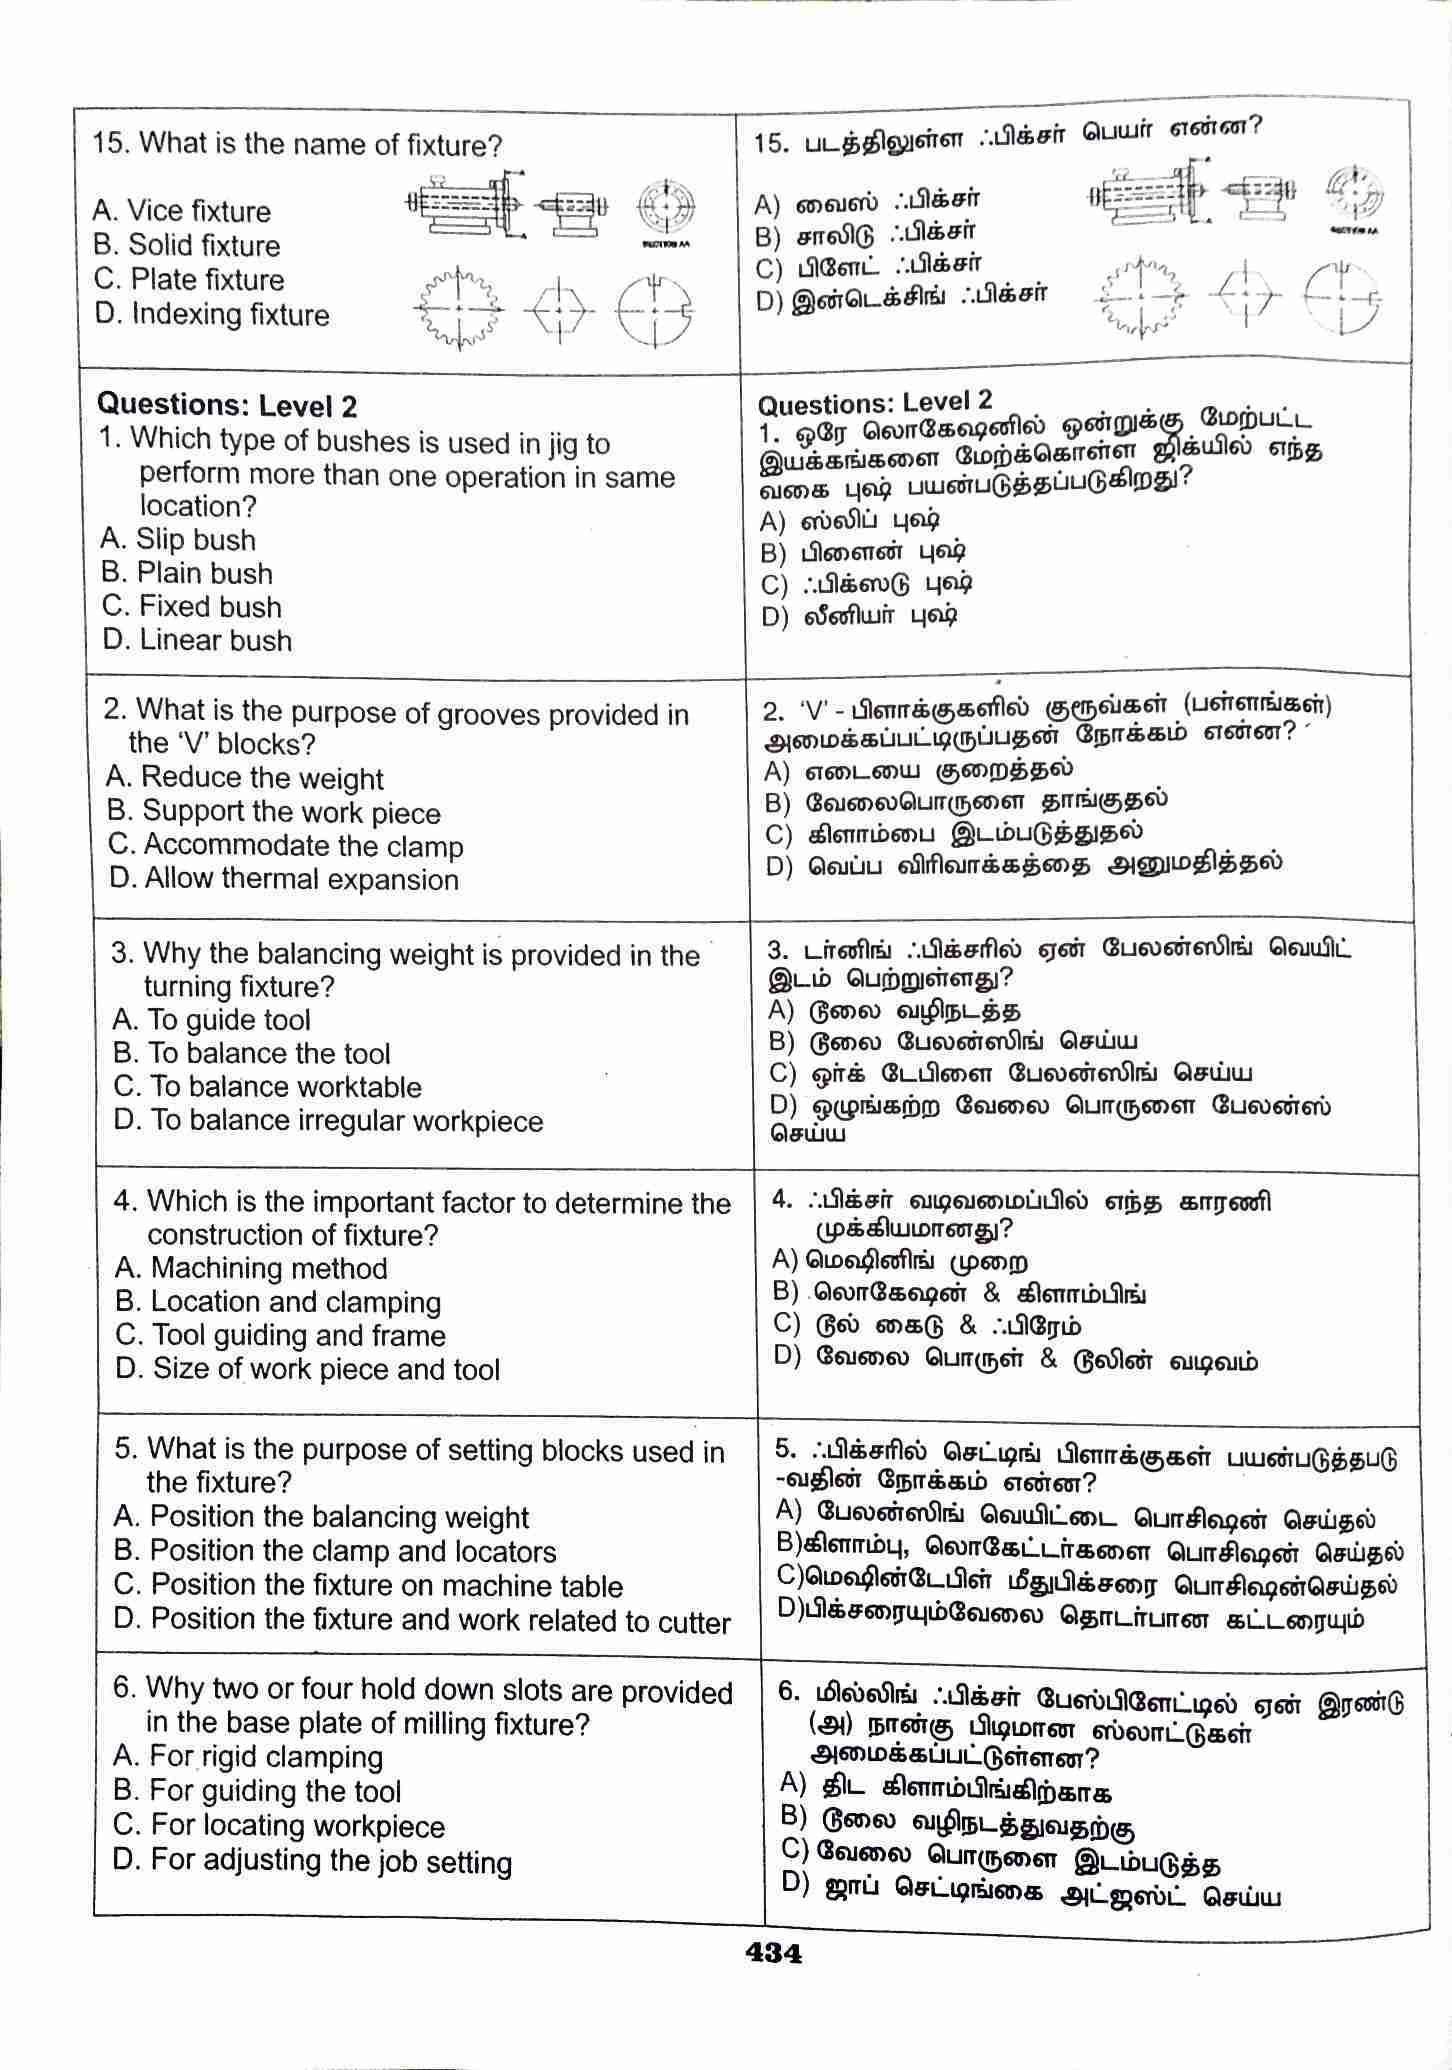 15. What is the name of fixture?
A. Vice fixture
B. Solid fixture
C. Plate fixture
D. Indexing fixture
SECTION AA
15. படத்திலுள்ள ஃபிக்சர் பெயர் என்ன?
A) வைஸ் ஃபிக்சர்
B) சாலிடு ஃபிக்சர்
C) பிளேட் ஃபிக்சர்
D) இன்டெக்சிங் ஃபிக்சர்
SECTION AA
Questions: Level 2
1. Which type of bushes is used in jig to
perform more than one operation in same
location?
A. Slip bush
B. Plain bush
C. Fixed bush
D. Linear bush
Questions: Level 2
1. ஒரே லொகேஷனில் ஒன்றுக்கு மேற்பட்ட
இயக்கங்களை மேற்க்கொள்ள ஜிக்யில் எந்த
வகை புஷ் பயன்படுத்தப்படுகிறது?
A) ஸ்லிப் புஷ்
B) பிளைன் புஷ்
C) ஃபிக்ஸடு புஷ்
D) லீனியர் புஷ்
2. What is the purpose of grooves provided in
the ‘V’ blocks?
A. Reduce the weight
B. Support the work piece
C. Accommodate the clamp
D. Allow thermal expansion
2. ‘V’ - பிளாக்குகளில் குரூவ்கள் (பள்ளங்கள்)
அமைக்கப்பட்டிருப்பதன் நோக்கம் என்ன?
A) எடையை குறைத்தல்
B) வேலைபொருளை தாங்குதல்
C) கிளாம்பை இடம்படுத்துதல்
D) வெப்ப விரிவாக்கத்தை அனுமதித்தல்
3. Why the balancing weight is provided in the
turning fixture?
A. To guide tool
B. To balance the tool
C. To balance worktable
D. To balance irregular workpiece
3. டர்னிங் ஃபிக்சரில் ஏன் பேலன்ஸிங் வெயிட்
இடம் பெற்றுள்ளது?
A) டூலை வழிநடத்த
B) டூலை பேலன்ஸிங் செய்ய
C) ஒர்க் டேபிளை பேலன்ஸிங் செய்ய
D) ஒழுங்கற்ற வேலை பொருளை பேலன்ஸ்
செய்ய
4. Which is the important factor to determine the
construction of fixture?
A. Machining method
B. Location and clamping
C. Tool guiding and frame
D. Size of work piece and tool
4. ஃபிக்சர் வடிவமைப்பில் எந்த காரணி
முக்கியமானது?
A) மெஷினிங் முறை
B) லொகேஷன் & கிளாம்பிங்
C) டூல் கைடு & ஃபிரேம்
D) வேலை பொருள் & டூலின் வடிவம்
5. What is the purpose of setting blocks used in
the fixture?
A. Position the balancing weight
B. Position the clamp and locators
C. Position the fixture on machine table
D. Position the fixture and work related to cutter
5. ஃபிக்சரில் செட்டிங் பிளாக்குகள் பயன்படுத்தபடு
-வதின் நோக்கம் என்ன?
A) பேலன்ஸிங் வெயிட்டை பொசிஷன் செய்தல்
B)கிளாம்பு, லொகேட்டர்களை பொசிஷன் செய்தல்
C)மெஷின்டேபிள் மீதுபிக்சரை பொசிஷன்செய்தல்
D)பிக்சரையும்வேலை தொடர்பான கட்டரையும்
6. Why two or four hold down slots are provided
in the base plate of milling fixture?
A. For rigid clamping
B. For guiding the tool
C. For locating workpiece
D. For adjusting the job setting
6. மில்லிங் ஃபிக்சர் பேஸ்பிளேட்டில் ஏன் இரண்டு
(அ) நான்கு பிடிமான ஸ்லாட்டுகள்
அமைக்கப்பட்டுள்ளன?
A) திட கிளாம்பிங்கிற்காக
B) டூலை வழிநடத்துவதற்கு
C) வேலை பொருளை இடம்படுத்த
D) ஜாப் செட்டிங்கை அட்ஜஸ்ட் செய்ய
434